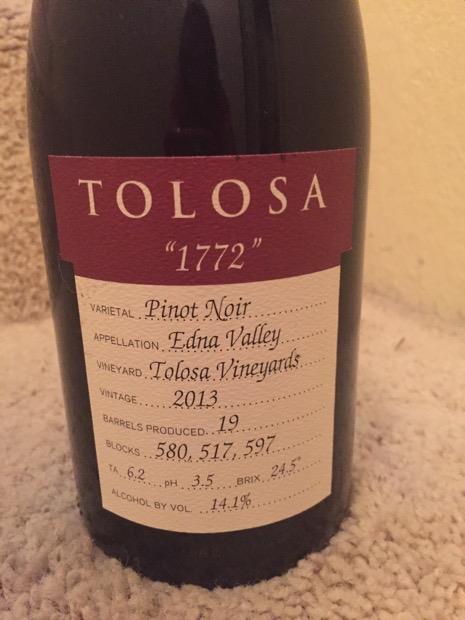 TOLOSA
"1772"
VARIETAL Pinot Noir
APPELLATION Edna Valley
VINEYARD Tolosa Vineyards
VINTAGE 2013
BARRELS PRODUCED 19
BLOCKS 580, 517, 597
TA 6.2 pH 3.5 BRIX 24.5°
ALCOHOL BY VOL 14.1%